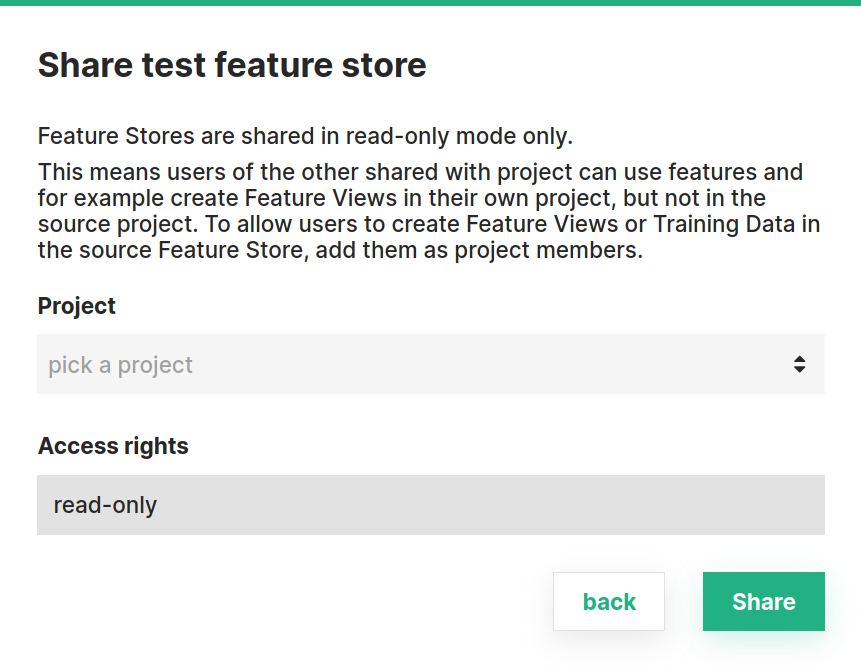 Share test feature store
Feature Stores are shared in read-only mode only.
This means users of the other shared with project can use features and
for example create Feature Views in their own project, but not in the
source project. To allow users to create Feature Views or Training Data in
the source Feature Store, add them as project members.
Project
pick a project
Access rights
read-only
back
Share